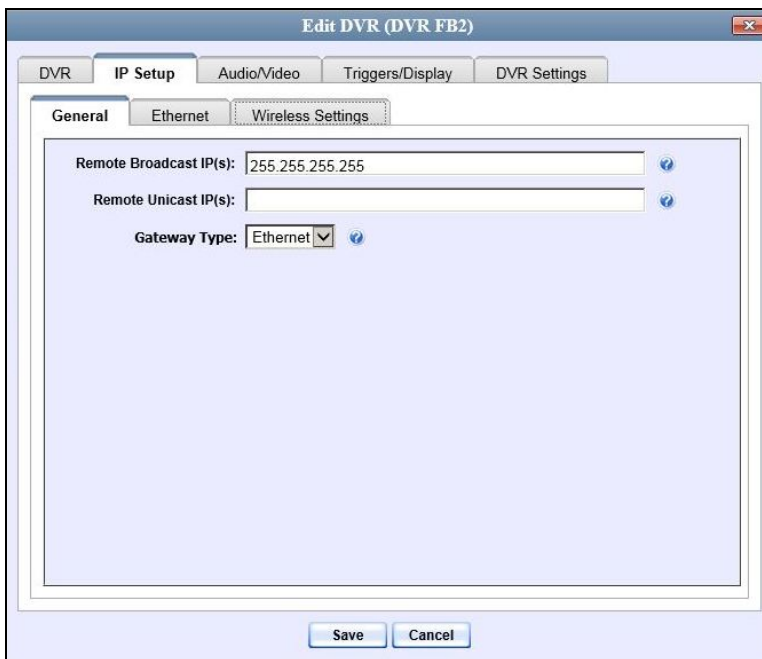 Edit DVR (DVR FB2)
DVR IP Setup Audio/Video Triggers/Display DVR Settings
General Ethernet Wireless Settings
Remote Broadcast IP(s): 255.255.255.255
Remote Unicast IP(s):
Gateway Type: Ethernet
Save Cancel